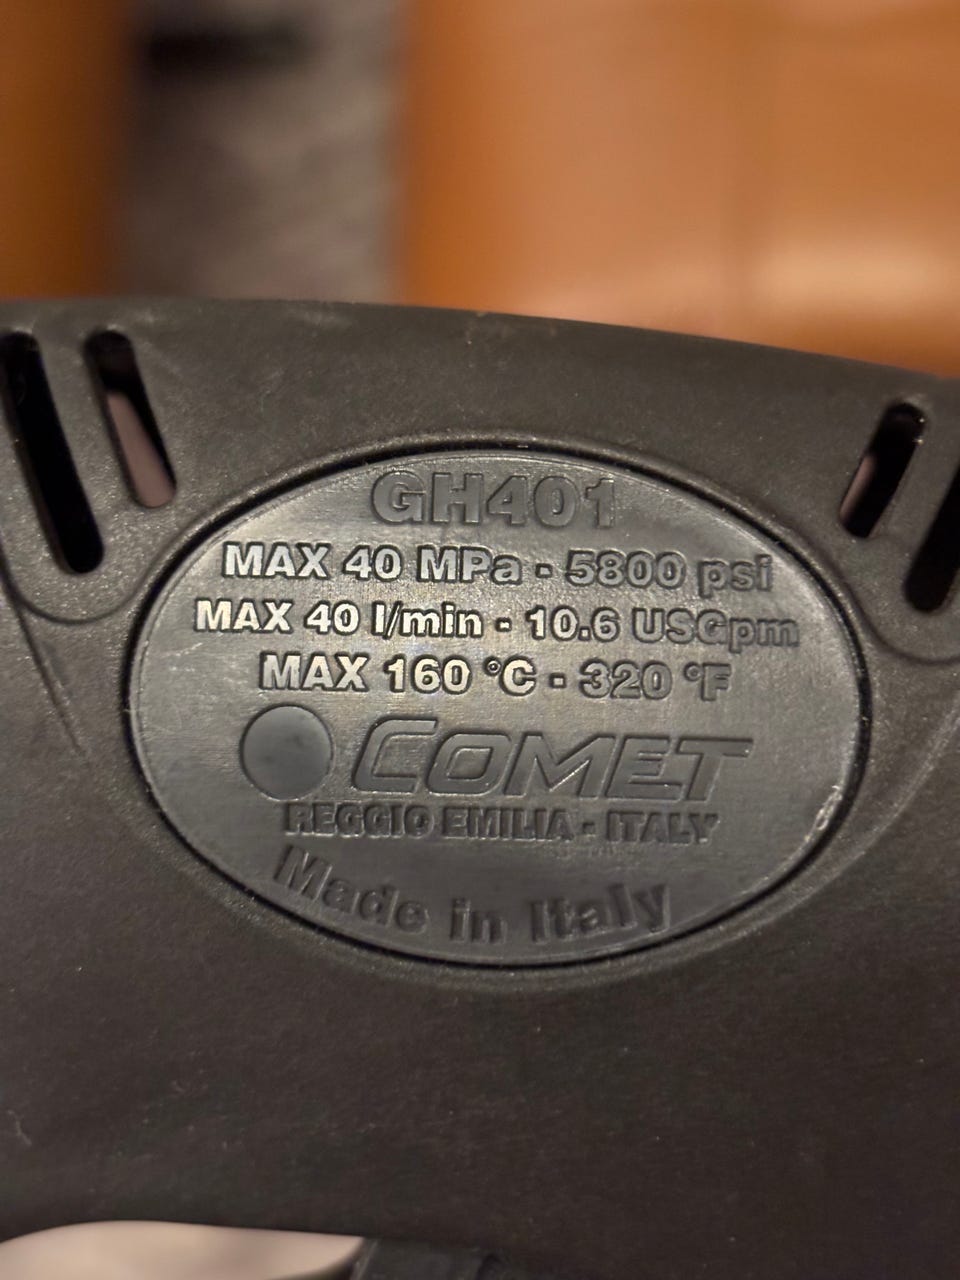 GH401
MAX 40 MPa - 5800 psi
MAX 40 l/min - 10.6 USGpm
MAX 160 °C - 320 °F
COMET
REGGIO EMILIA - ITALY
Made in Italy